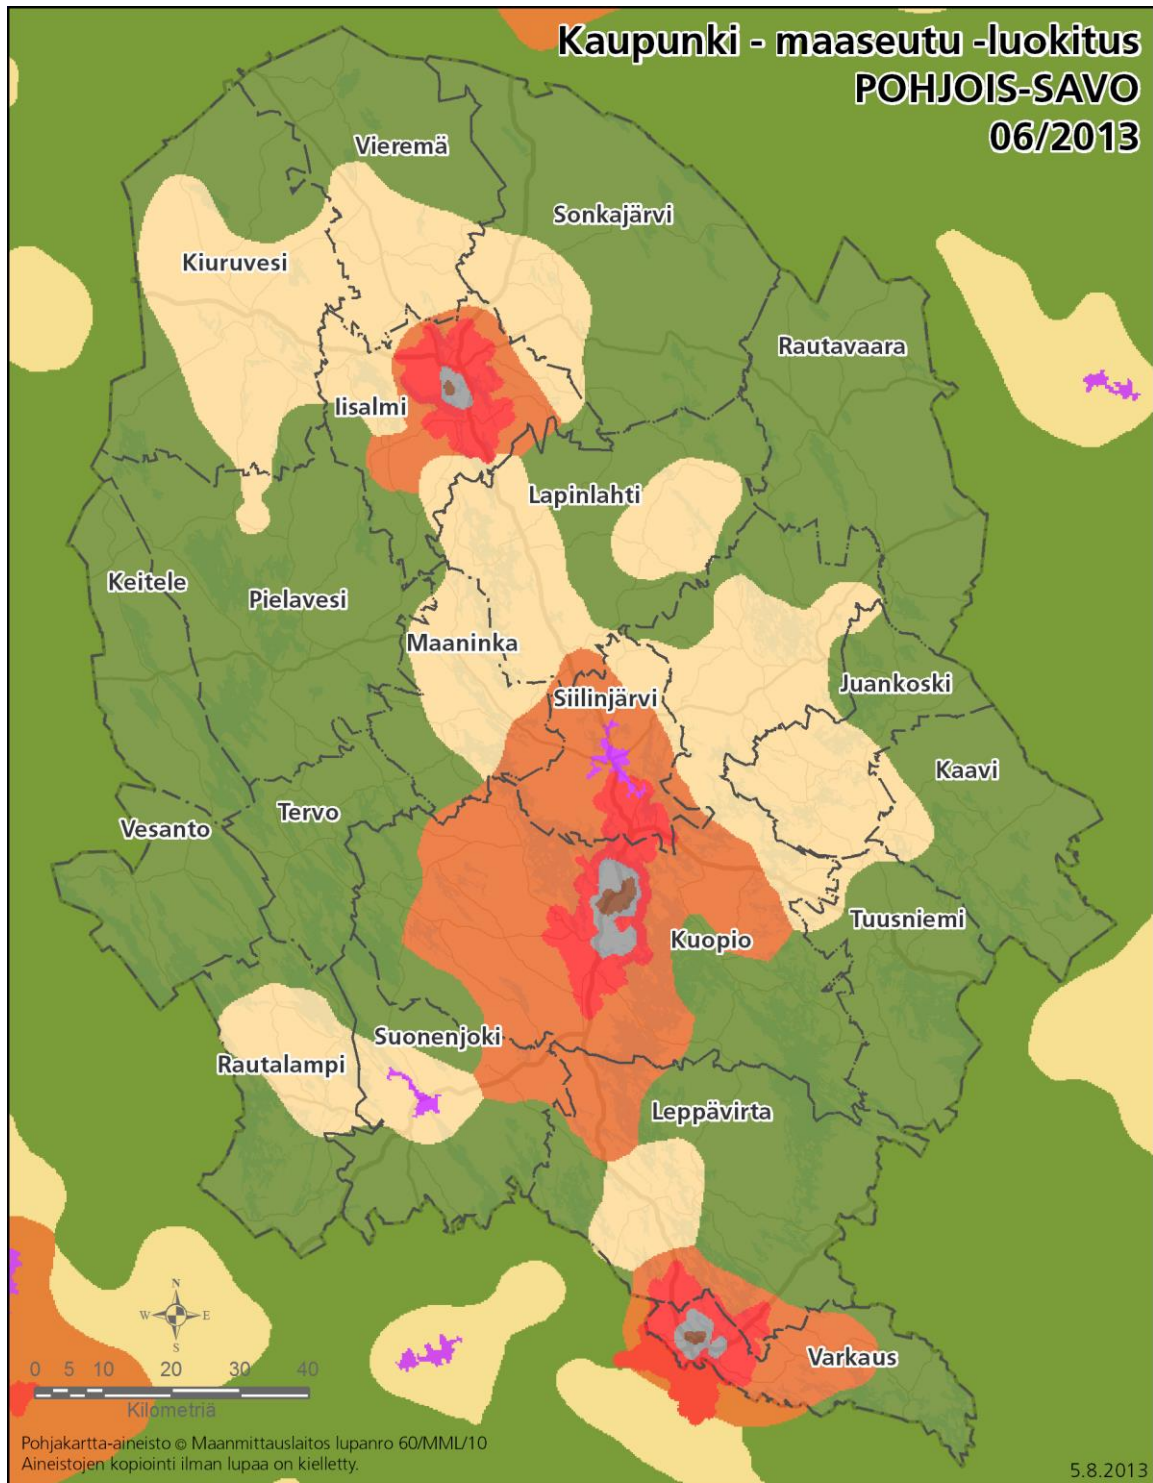 Kaupunki - maaseutu -luokitus
POHJOIS-SAVO
06/2013
Vieremä
Sonkajärvi
Kiuruvesi
Rautavaara
Iisalmi
Lapinlahti
Keitele
Pielavesi
Maaninka
Juankoski
Siilinjärvi
Kaavi
Tervo
Vesanto
Tuusniemi
Kuopio
Suonenjoki
Rautalampi
Leppävirta
N
W E
S
Varkaus
0 5 10 20 30 40
Kilometriä
Pohjakartta-aineisto © Maanmittauslaitos lupanro 60/MML/10
Aineistojen kopiointi ilman lupaa on kielletty.
5.8.2013